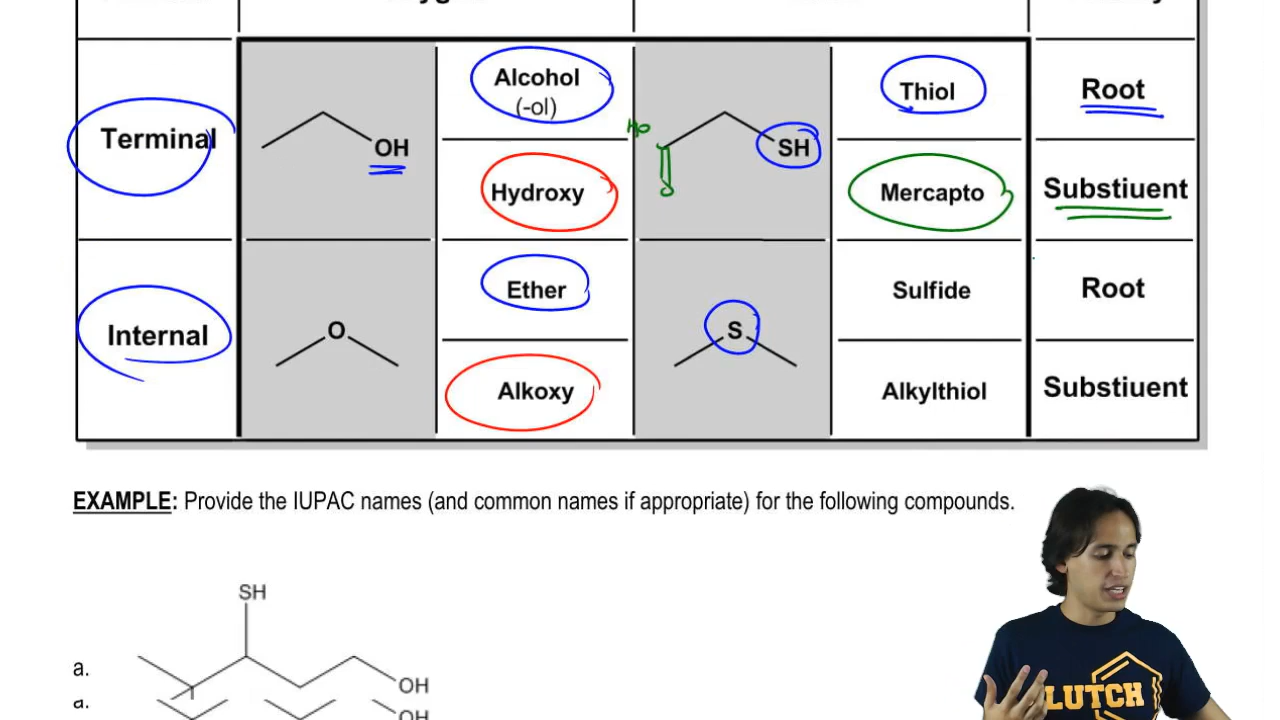 Terminal
OH
Alcohol
(-ol)
Hydroxy
HO
SH
Thiol
Mercapto
Root
Substiuent
Internal
O
Ether
Alkoxy
S
Sulfide
Alkylthiol
Root
Substiuent
EXAMPLE: Provide the IUPAC names (and common names if appropriate) for the following compounds.
SH
a.
OH
a.
OH
CLUTCH